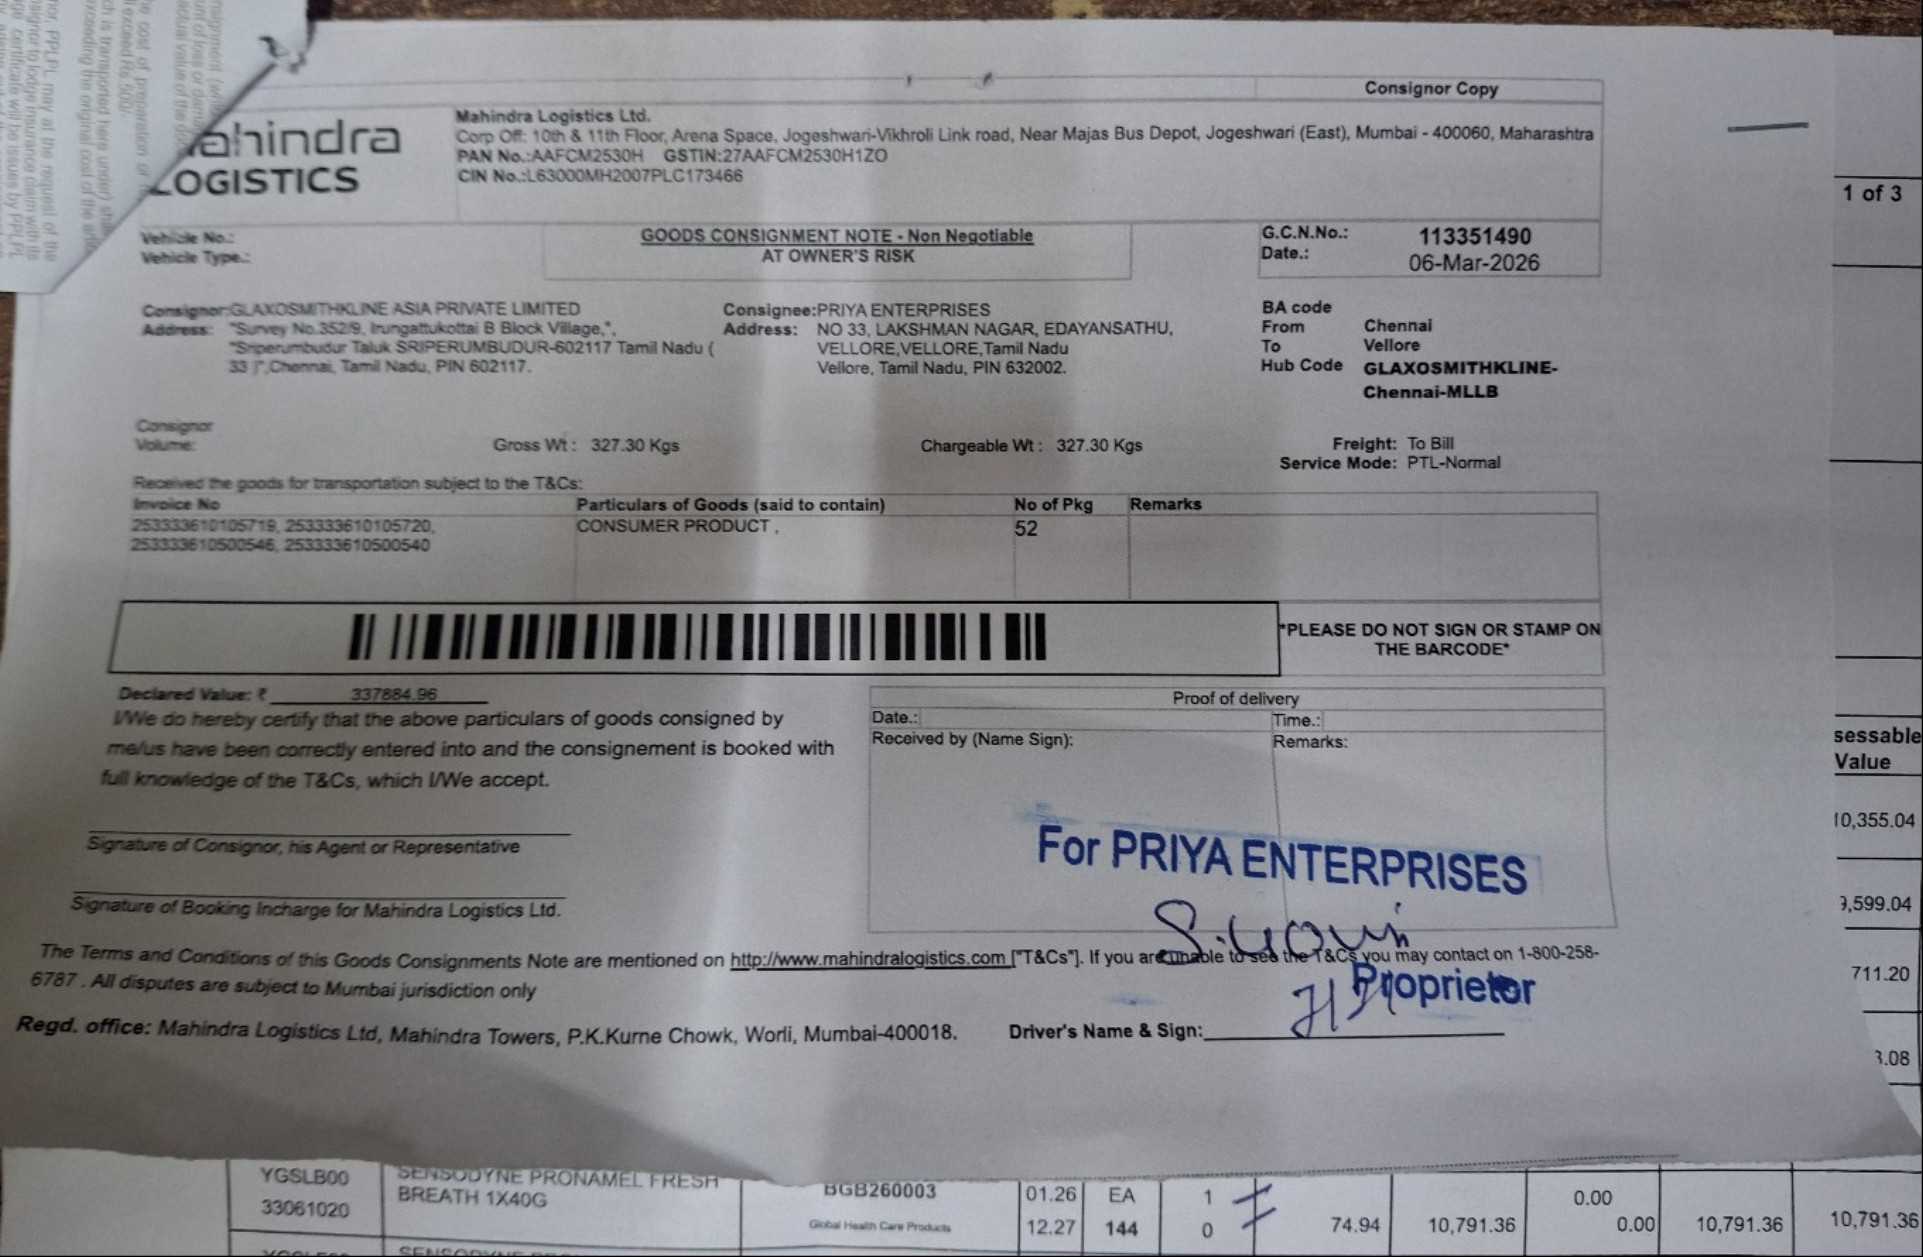 Consignor Copy
ahindra
LOGISTICS
Mahindra Logistics Ltd.
Corp Off: 10th & 11th Floor, Arena Space, Jogeshwari-Vikhroli Link road, Near Majas Bus Depot, Jogeshwari (East), Mumbai - 400060, Maharashtra
PAN No.:AAFCM2530H GSTIN:27AAFCM2530H1ZO
CIN No.:L63000MH2007PLC173466
1 of 3
Vehicle No.:
Vehicle Type.:
GOODS CONSIGNMENT NOTE - Non Negotiable
AT OWNER'S RISK
G.C.N.No.: 113351490
Date.: 06-Mar-2026
Consignor:GLAXOSMITHKLINE ASIA PRIVATE LIMITED
Address: "Survey No.352/9, Irungattukottai B Block Village,",
"Sriperumbudur Taluk SRIPERUMBUDUR-602117 Tamil Nadu (
33 )",Chennai, Tamil Nadu, PIN 602117.
Consignee:PRIYA ENTERPRISES
Address: NO 33, LAKSHMAN NAGAR, EDAYANSATHU,
VELLORE,VELLORE,Tamil Nadu
Vellore, Tamil Nadu, PIN 632002.
BA code
From Chennai
To Vellore
Hub Code GLAXOSMITHKLINE-
Chennai-MLLB
Consignor
Volume:
Gross Wt : 327.30 Kgs
Chargeable Wt : 327.30 Kgs
Freight: To Bill
Service Mode: PTL-Normal
Received the goods for transportation subject to the T&Cs:
Invoice No Particulars of Goods (said to contain) No of Pkg Remarks
253333610105719, 253333610105720, CONSUMER PRODUCT , 52
253333610500546, 253333610500540
*PLEASE DO NOT SIGN OR STAMP ON
THE BARCODE*
Declared Value: ₹ 337884.96
I/We do hereby certify that the above particulars of goods consigned by
me/us have been correctly entered into and the consignement is booked with
full knowledge of the T&Cs, which I/We accept.
Proof of delivery
Date.: Time.:
Received by (Name Sign): Remarks:
For PRIYA ENTERPRISES
Proprietor
Signature of Consignor, his Agent or Representative
Signature of Booking Incharge for Mahindra Logistics Ltd.
The Terms and Conditions of this Goods Consignments Note are mentioned on http://www.mahindralogistics.com ["T&Cs"]. If you are unable to see the T&Cs you may contact on 1-800-258-
6787 . All disputes are subject to Mumbai jurisdiction only
Regd. office: Mahindra Logistics Ltd, Mahindra Towers, P.K.Kurne Chowk, Worli, Mumbai-400018.
Driver's Name & Sign:
sessable
Value
10,355.04
9,599.04
711.20
3.08
YGSLB00 SENSODYNE PRONAMEL FRESH BGB260003 01.26 EA 1 0.00
33061020 BREATH 1X40G Global Health Care Products 12.27 144 0 74.94 10,791.36 0.00 10,791.36 10,791.36